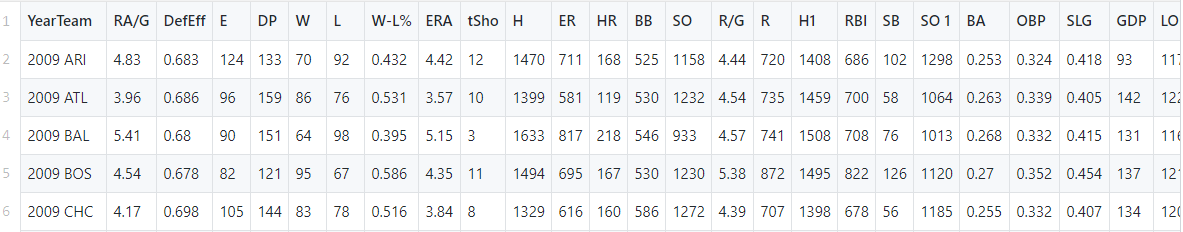 1 YearTeam RA/G DefEff E DP W L W-L% ERA tSho H ER HR BB SO R/G R H1 RBI SB SO 1 BA OBP SLG GDP LO
2 2009 ARI 4.83 0.683 124 133 70 92 0.432 4.42 12 1470 711 168 525 1158 4.44 720 1408 686 102 1298 0.253 0.324 0.418 93 117
3 2009 ATL 3.96 0.686 96 159 86 76 0.531 3.57 10 1399 581 119 530 1232 4.54 735 1459 700 58 1064 0.263 0.339 0.405 142 122
4 2009 BAL 5.41 0.68 90 151 64 98 0.395 5.15 3 1633 817 218 546 933 4.57 741 1508 708 76 1013 0.268 0.332 0.415 131 116
5 2009 BOS 4.54 0.678 82 121 95 67 0.586 4.35 11 1494 695 167 530 1230 5.38 872 1495 822 126 1120 0.27 0.352 0.454 137 121
6 2009 CHC 4.17 0.698 105 144 83 78 0.516 3.84 8 1329 616 160 586 1272 4.39 707 1398 678 56 1185 0.255 0.332 0.407 134 120